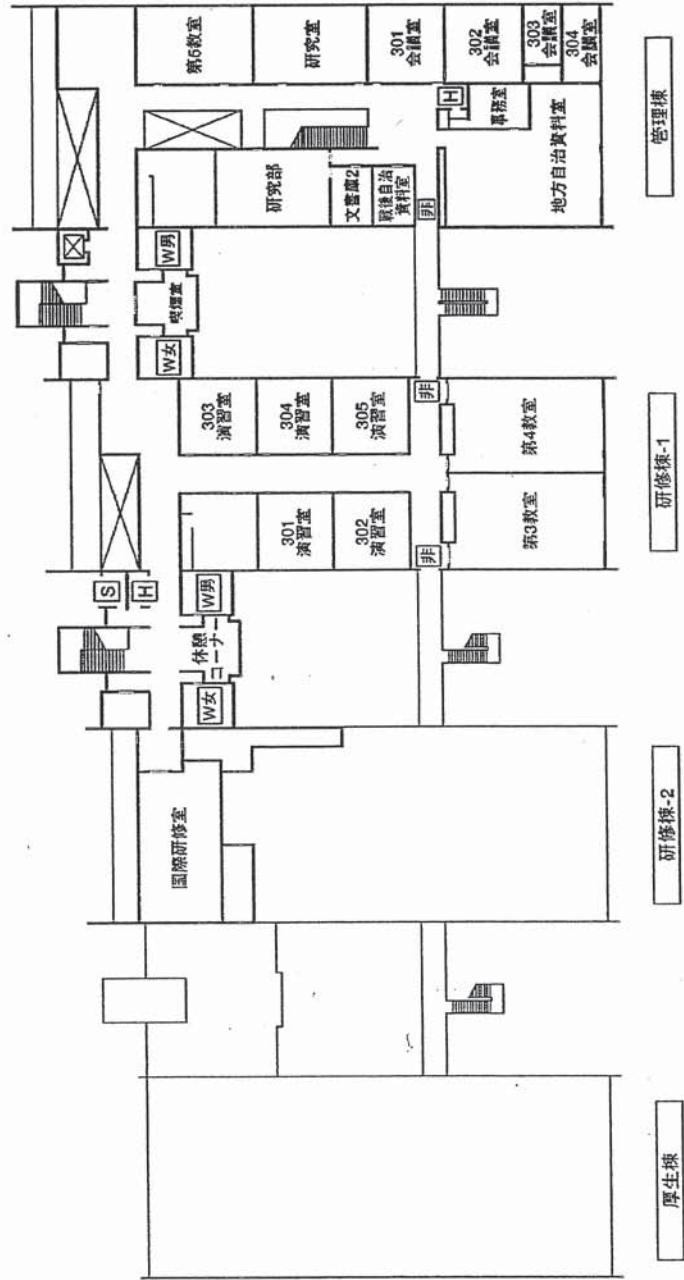 第5教室
研究室
301
会議室
302
会議室
303
会議室
304
会議室
H
事務室
地方自治資料室
研究部
文書庫2
戦後自治
資料室
非
W男
喫煙室
W女
管理棟
303
演習室
304
演習室
305
演習室
非
第4教室
301
演習室
302
演習室
非
第3教室
研修棟-1
S
H
W男
休憩
コーナー
W女
国際研修室
研修棟-2
厚生棟